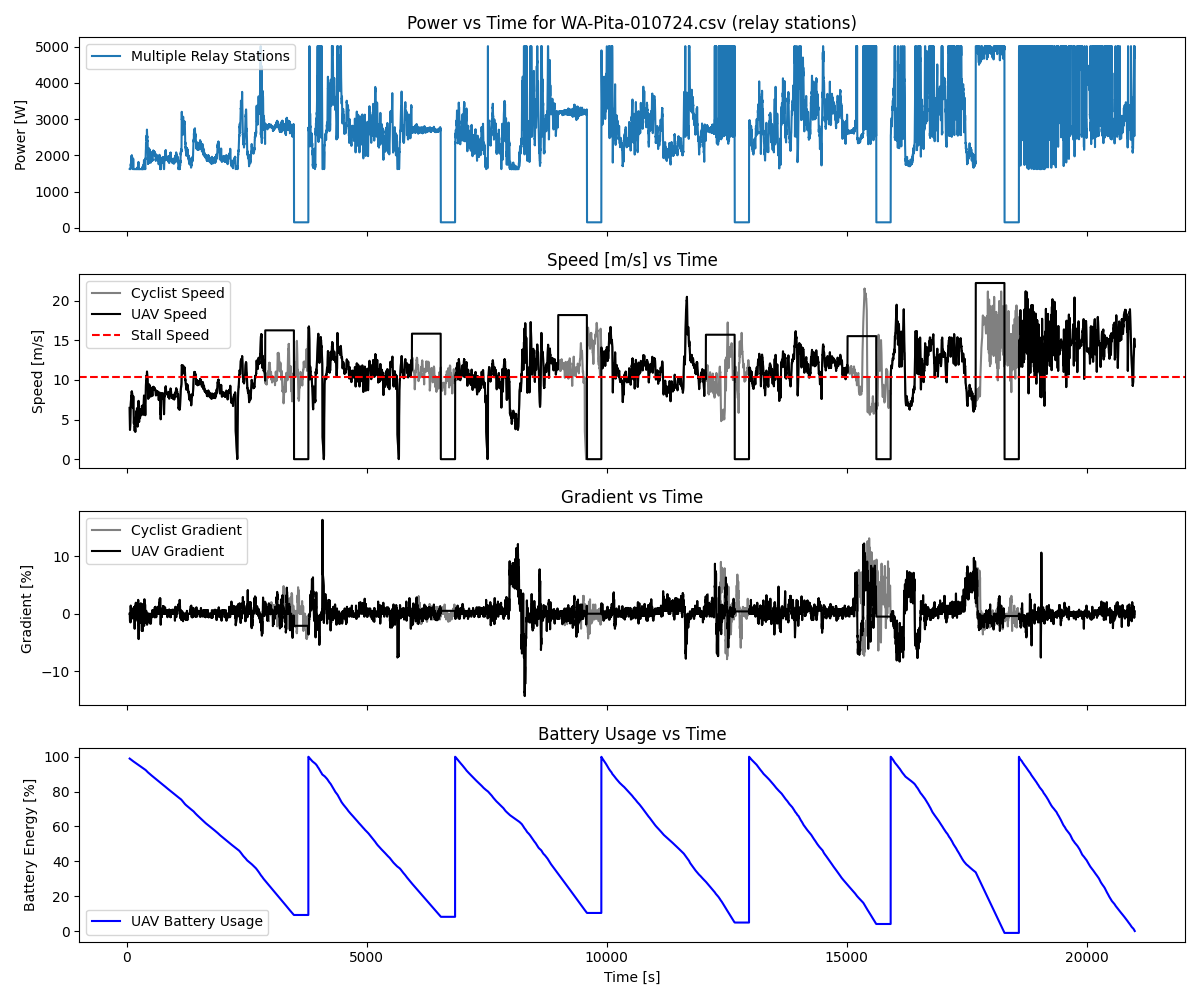 Power vs Time for WA-Pita-010724.csv (relay stations)
Power [W]
5000
4000
3000
2000
1000
0
Multiple Relay Stations
Speed [m/s] vs Time
Speed [m/s]
20
15
10
5
0
Cyclist Speed
UAV Speed
Stall Speed
Gradient vs Time
Gradient [%]
10
0
−10
Cyclist Gradient
UAV Gradient
Battery Usage vs Time
Battery Energy [%]
100
80
60
40
20
0
UAV Battery Usage
0 5000 10000 15000 20000
Time [s]